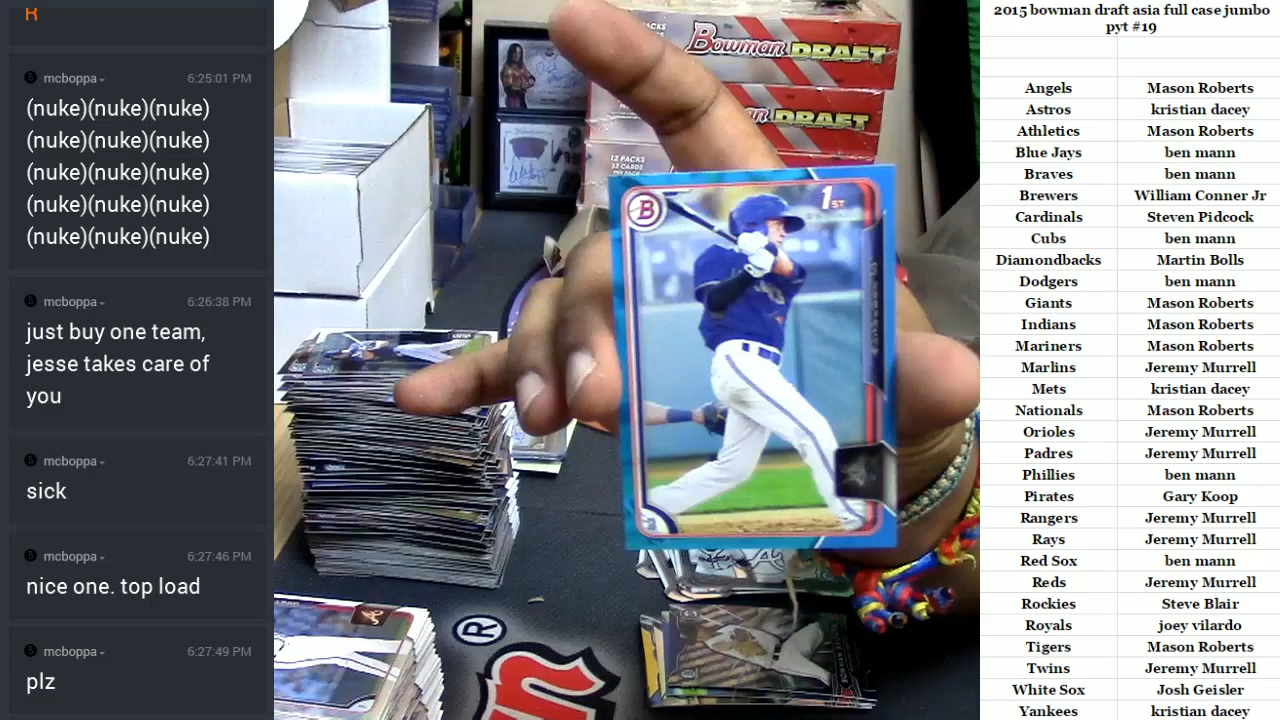 R
mcboppa 6:25:01 PM
(nuke)(nuke)(nuke)
(nuke)(nuke)(nuke)
(nuke)(nuke)(nuke)
(nuke)(nuke)(nuke)
(nuke)(nuke)(nuke)
mcboppa 6:26:38 PM
just buy one team,
jesse takes care of
you
mcboppa 6:27:41 PM
sick
mcboppa 6:27:46 PM
nice one. top load
mcboppa 6:27:49 PM
plz
PACKS
Bowman DRAFT
DRAFT
12 PACKS
B
1ST
A
®
2015 bowman draft asia full case jumbo
pyt #19
Angels Mason Roberts
Astros kristian dacey
Athletics Mason Roberts
Blue Jays ben mann
Braves ben mann
Brewers William Conner Jr
Cardinals Steven Pidcock
Cubs ben mann
Diamondbacks Martin Bolls
Dodgers ben mann
Giants Mason Roberts
Indians Mason Roberts
Mariners Mason Roberts
Marlins Jeremy Murrell
Mets kristian dacey
Nationals Mason Roberts
Orioles Jeremy Murrell
Padres Jeremy Murrell
Phillies ben mann
Pirates Gary Koop
Rangers Jeremy Murrell
Rays Jeremy Murrell
Red Sox ben mann
Reds Jeremy Murrell
Rockies Steve Blair
Royals joey vilardo
Tigers Mason Roberts
Twins Jeremy Murrell
White Sox Josh Geisler
Yankees kristian dacey